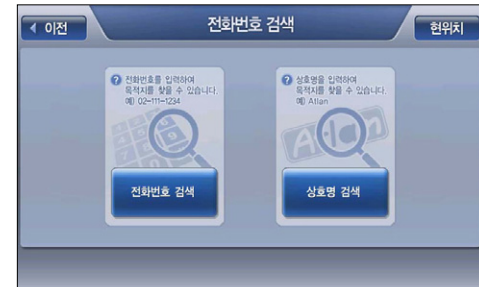 이전
전화번호 검색
현위치
전화번호를 입력하여
목적지를 찾을 수 있습니다.
예) 02-111-1234
상호명을 입력하여
목적지를 찾을 수 있습니다.
예) Atlan
Atlan
전화번호 검색
상호명 검색